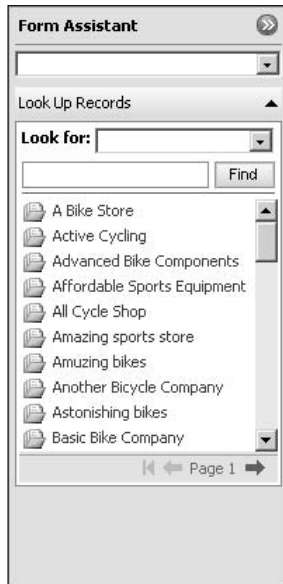 Form Assistant
Look Up Records
Look for:
Find
A Bike Store
Active Cycling
Advanced Bike Components
Affordable Sports Equipment
All Cycle Shop
Amazing sports store
Amuzing bikes
Another Bicycle Company
Astonishing bikes
Basic Bike Company
Page 1